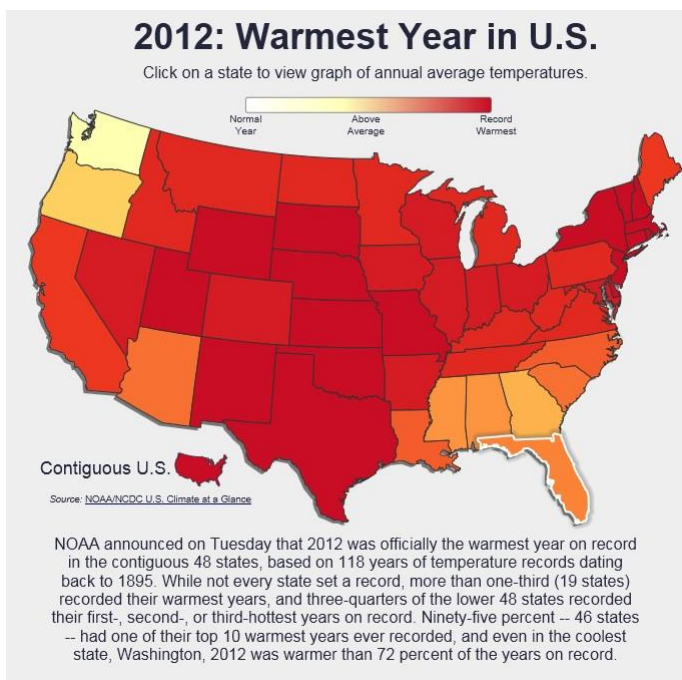 2012: Warmest Year in U.S.
Click on a state to view graph of annual average temperatures.
Normal Year
Above Average
Record Warmest
Contiguous U.S.
Source: NOAA/NCDC U.S. Climate at a Glance
NOAA announced on Tuesday that 2012 was officially the warmest year on record
in the contiguous 48 states, based on 118 years of temperature records dating
back to 1895. While not every state set a record, more than one-third (19 states)
recorded their warmest years, and three-quarters of the lower 48 states recorded
their first-, second-, or third-hottest years on record. Ninety-five percent -- 46 states
-- had one of their top 10 warmest years ever recorded, and even in the coolest
state, Washington, 2012 was warmer than 72 percent of the years on record.